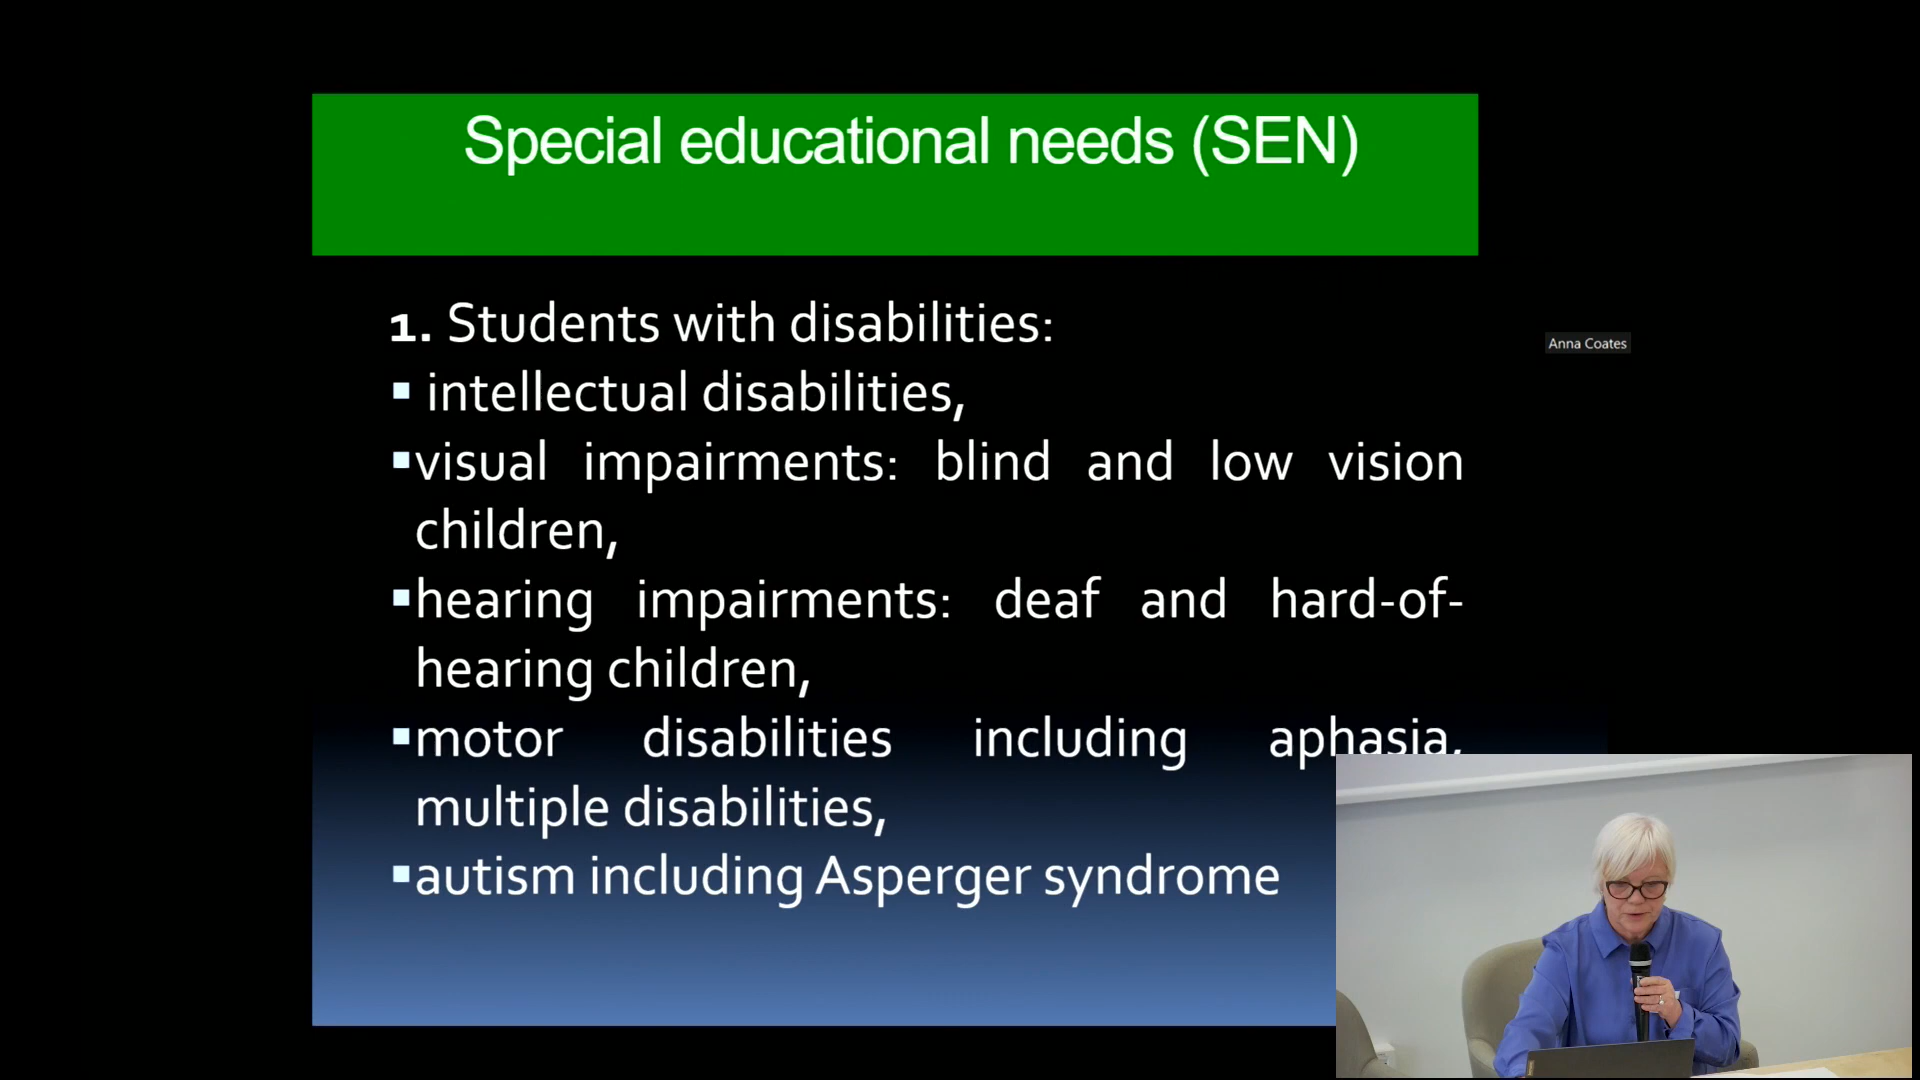 Special educational needs (SEN)
1. Students with disabilities:
▪ intellectual disabilities,
▪visual impairments: blind and low vision
children,
▪hearing impairments: deaf and hard-of-
hearing children,
▪motor disabilities including aphasia,
multiple disabilities,
▪autism including Asperger syndrome
Anna Coates